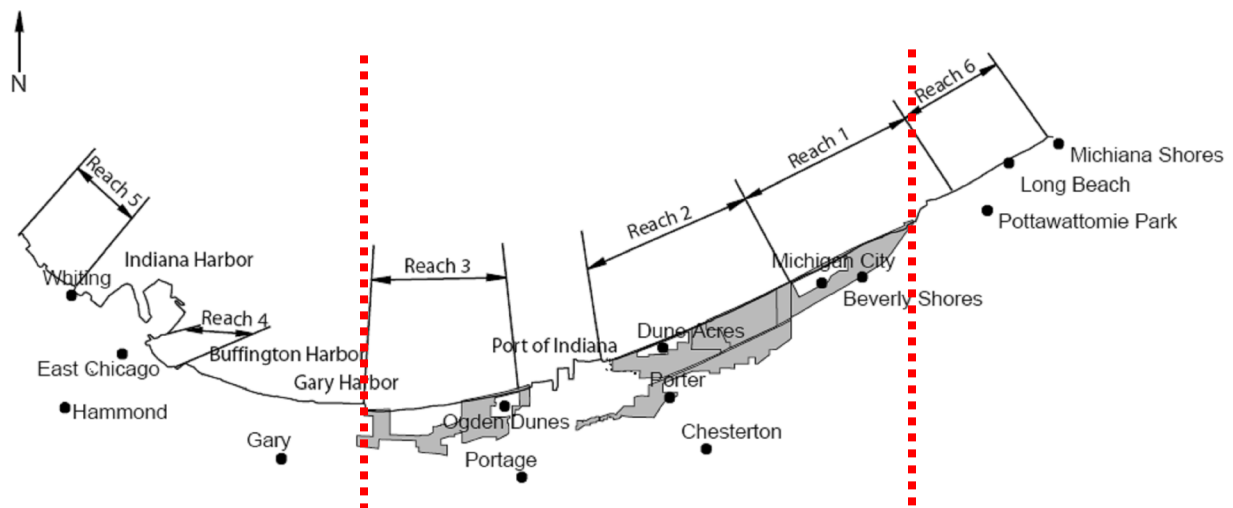 N
Reach 6
Reach 1
Michiana Shores
Long Beach
Reach 5
Reach 2
Pottawattomie Park
Indiana Harbor
Reach 3
Michigan City
Whiting
Beverly Shores
Reach 4
Dune Acres
Port of Indiana
Buffington Harbor
East Chicago
Gary Harbor
Porter
Hammond
Ogden Dunes
Chesterton
Gary
Portage